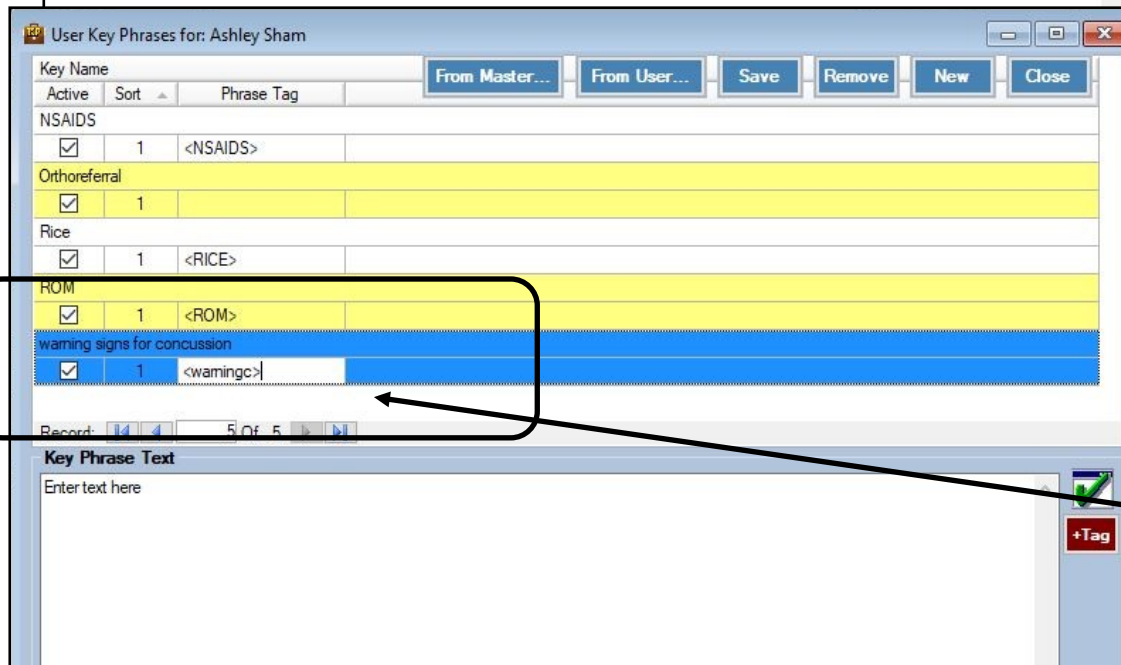 User Key Phrases for: Ashley Sham
Key Name From Master... From User... Save Remove New Close
Active Sort Phrase Tag
NSAIDS
1 <NSAIDS>
Orthoreferral
1
Rice
1 <RICE>
ROM
1 <ROM>
warning signs for concussion
1 <warningc>
Record: 5 Of 5
Key Phrase Text
Enter text here
+Tag